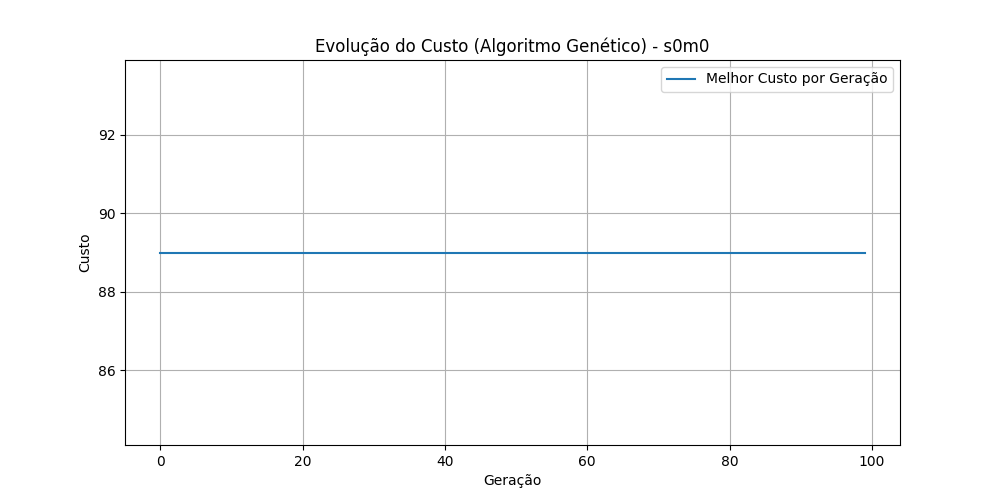 Evolução do Custo (Algoritmo Genético) - s0m0
Melhor Custo por Geração
92
90
88
86
Custo
0 20 40 60 80 100
Geração